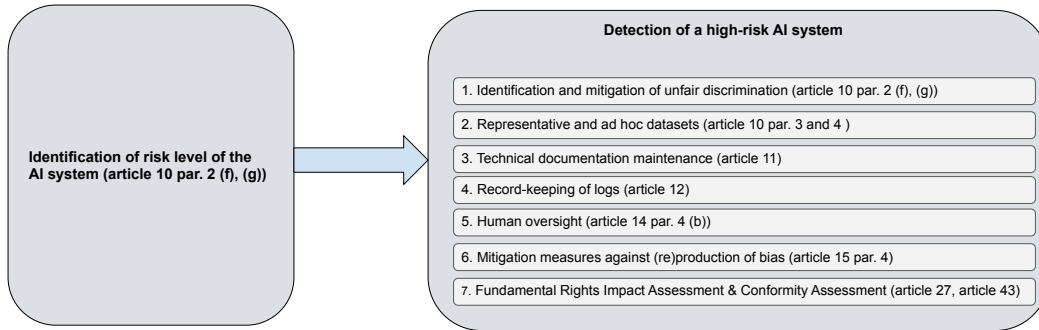 Identification of risk level of the
AI system (article 10 par. 2 (f), (g))
Detection of a high-risk AI system
1. Identification and mitigation of unfair discrimination (article 10 par. 2 (f), (g))
2. Representative and ad hoc datasets (article 10 par. 3 and 4 )
3. Technical documentation maintenance (article 11)
4. Record-keeping of logs (article 12)
5. Human oversight (article 14 par. 4 (b))
6. Mitigation measures against (re)production of bias (article 15 par. 4)
7. Fundamental Rights Impact Assessment & Conformity Assessment (article 27, article 43)